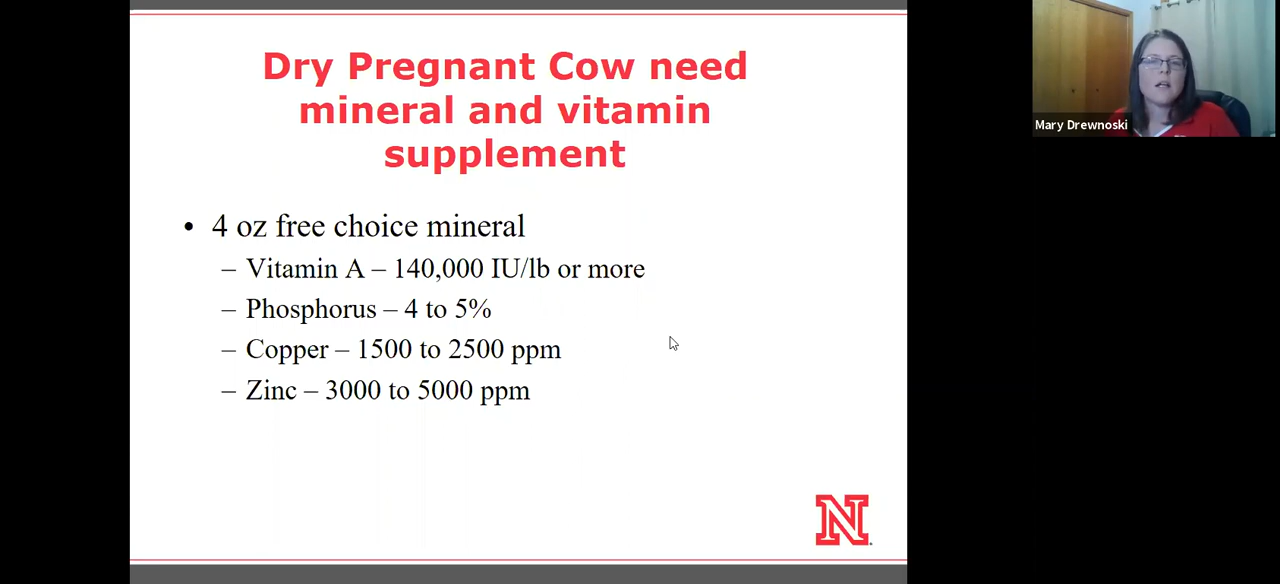 Dry Pregnant Cow need
mineral and vitamin
supplement
• 4 oz free choice mineral
– Vitamin A – 140,000 IU/lb or more
– Phosphorus – 4 to 5%
– Copper – 1500 to 2500 ppm
– Zinc – 3000 to 5000 ppm
N
Mary Drewnoski